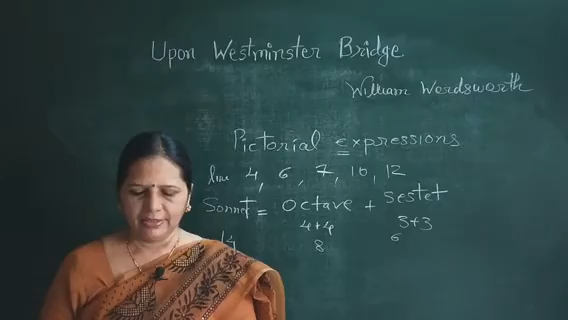 Upon Westminster Bridge
William Wordsworth
Pictorial expressions
line 4, 6, 7, 10, 12
Sonnet = Octave + Sestet
4+4 3+3
14 8 6